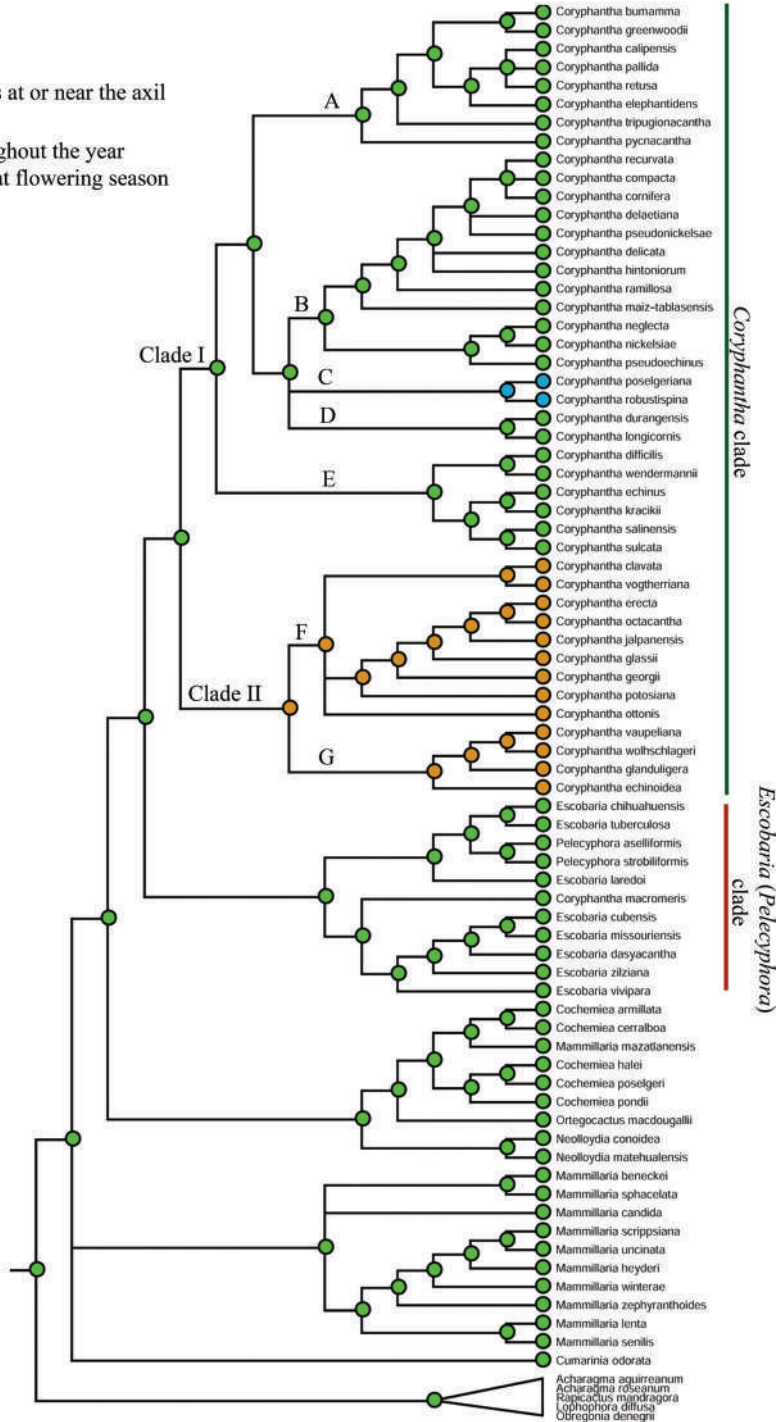 s at or near the axil
ghout the year
nt flowering season
A
B
C
D
E
F
G
Clade I
Clade II
Coryphantha bumamma
Coryphantha greenwoodii
Coryphantha calipensis
Coryphantha pallida
Coryphantha retusa
Coryphantha elephantidens
Coryphantha tripugionacantha
Coryphantha pycnacantha
Coryphantha recurvata
Coryphantha compacta
Coryphantha cornifera
Coryphantha delaetiana
Coryphantha pseudonickelsae
Coryphantha delicata
Coryphantha hintoniorum
Coryphantha ramillosa
Coryphantha maiz-tablasensis
Coryphantha neglecta
Coryphantha nickelsiae
Coryphantha pseudoechinus
Coryphantha poselgeriana
Coryphantha robustispina
Coryphantha durangensis
Coryphantha longicornis
Coryphantha difficilis
Coryphantha wendermannii
Coryphantha echinus
Coryphantha kracikii
Coryphantha salinensis
Coryphantha sulcata
Coryphantha clavata
Coryphantha vogtherriana
Coryphantha erecta
Coryphantha octacantha
Coryphantha jalpanensis
Coryphantha glassii
Coryphantha georgii
Coryphantha potosiana
Coryphantha ottonis
Coryphantha vaupeliana
Coryphantha wolhschlageri
Coryphantha glanduligera
Coryphantha echinoidea
Escobaria chihuahuensis
Escobaria tuberculosa
Pelecyphora aselliformis
Pelecyphora strobiliformis
Escobaria laredoi
Coryphantha macromeris
Escobaria cubensis
Escobaria missouriensis
Escobaria dasyacantha
Escobaria zilziana
Escobaria vivipara
Cochemiea armillata
Cochemiea cerralboa
Mammillaria mazatlanensis
Cochemiea halei
Cochemiea poselgeri
Cochemiea pondii
Ortegocactus macdougallii
Neolloydia conoidea
Neolloydia matehualensis
Mammillaria beneckei
Mammillaria sphacelata
Mammillaria candida
Mammillaria scrippsiana
Mammillaria uncinata
Mammillaria heyderi
Mammillaria winterae
Mammillaria zephyranthoides
Mammillaria lenta
Mammillaria senilis
Cumarinia odorata
Acharagma aguirreanum
Acharagma roseanum
Rapicactus mandragora
Lophophora diffusa
Obregonia denegrii
Coryphantha clade
Escobaria (Pelecyphora)
clade